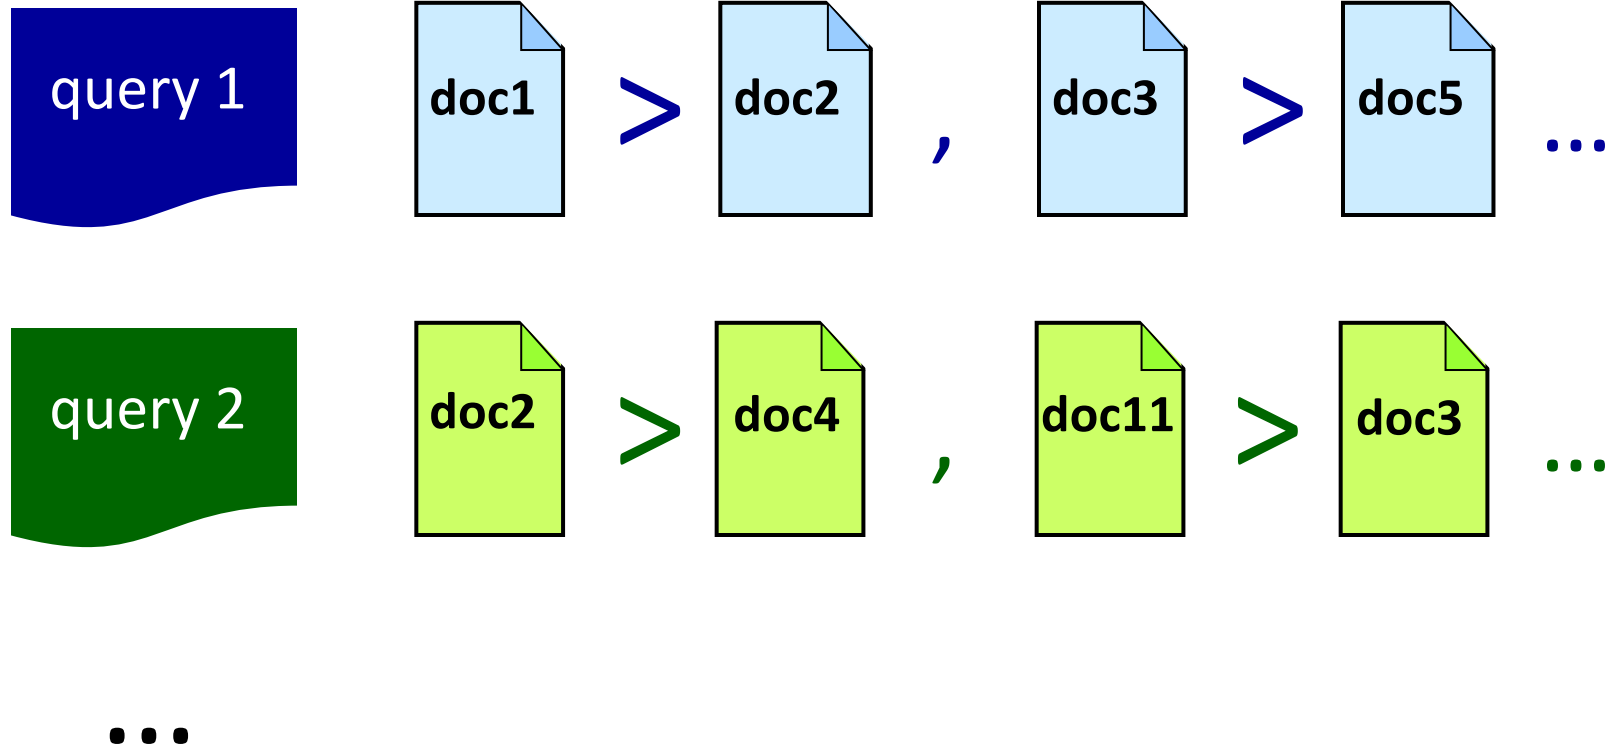 query 1 doc1 > doc2 , doc3 > doc5 ...
query 2 doc2 > doc4 , doc11 > doc3 ...
...